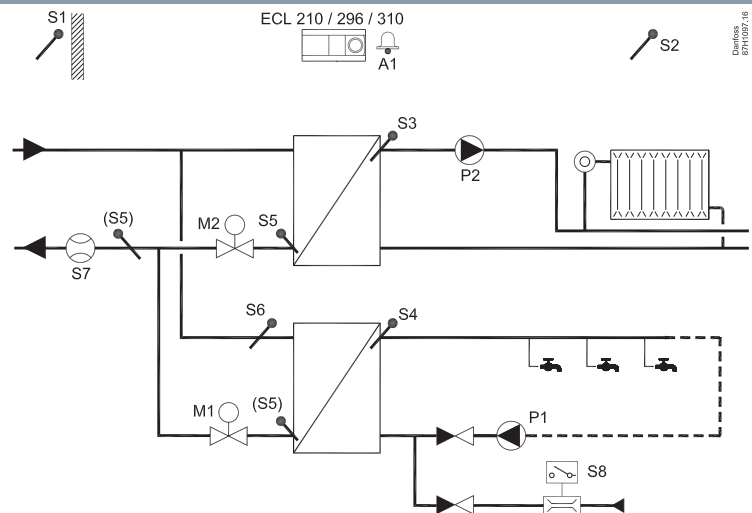 S1
ECL 210 / 296 / 310
A1
S2
Danfoss
87H1097.16
S3
P2
(S5)
M2
S5
S7
S6
S4
M1
(S5)
P1
S8